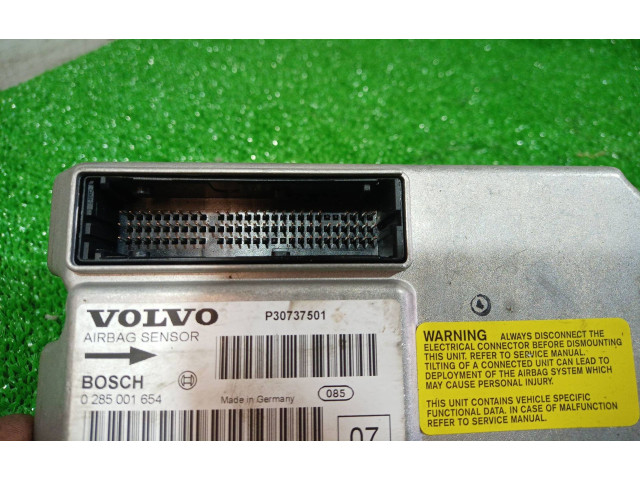 VOLVO P30737501
AIRBAG SENSOR
BOSCH
0 285 001 654 Made in Germany 085
07
WARNING ALWAYS DISCONNECT THE
ELECTRICAL CONNECTOR BEFORE DISMOUNTING
THIS UNIT. REFER TO SERVICE MANUAL.
TILTING OF A CONNECTED UNIT CAN LEAD TO
DEPLOYMENT OF THE AIRBAG SYSTEM WHICH
MAY CAUSE PERSONAL INJURY.
THIS UNIT CONTAINS VEHICLE SPECIFIC
FUNCTIONAL DATA. IN CASE OF MALFUNCTION
REFER TO SERVICE MANUAL.